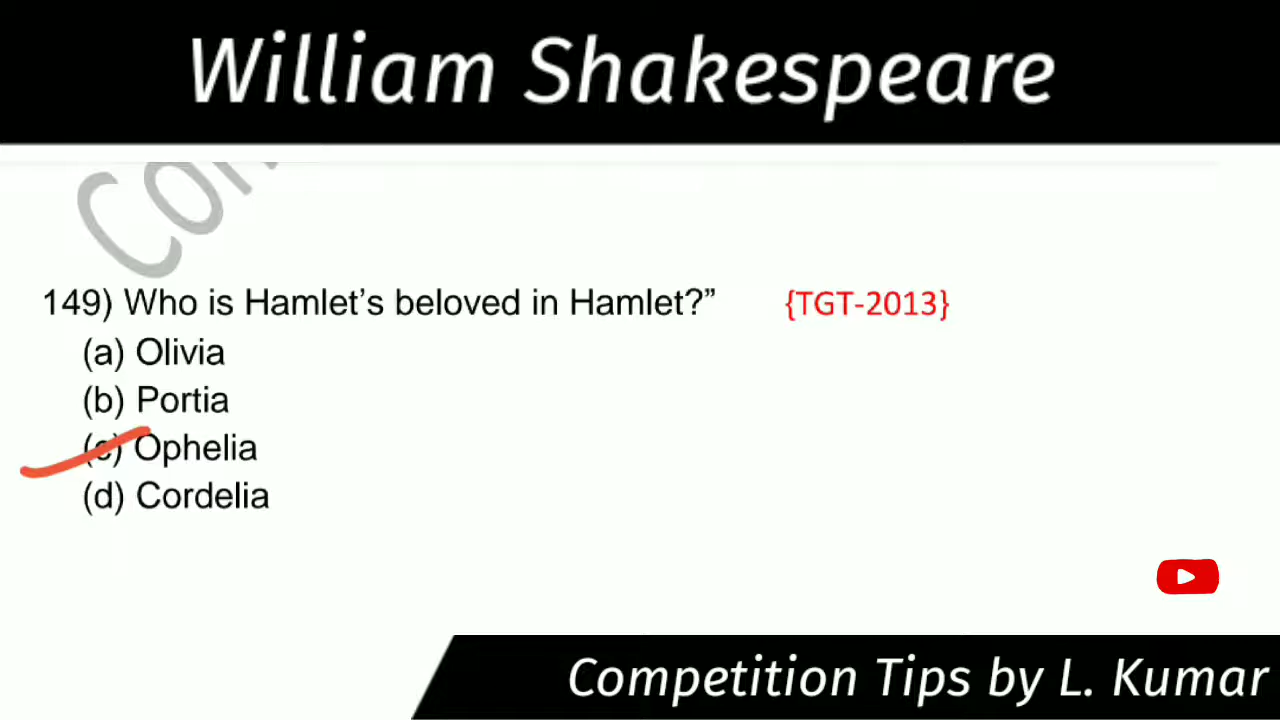 William Shakespeare
149) Who is Hamlet’s beloved in Hamlet?” {TGT-2013}
(a) Olivia
(b) Portia
(c) Ophelia
(d) Cordelia
Competition Tips by L. Kumar